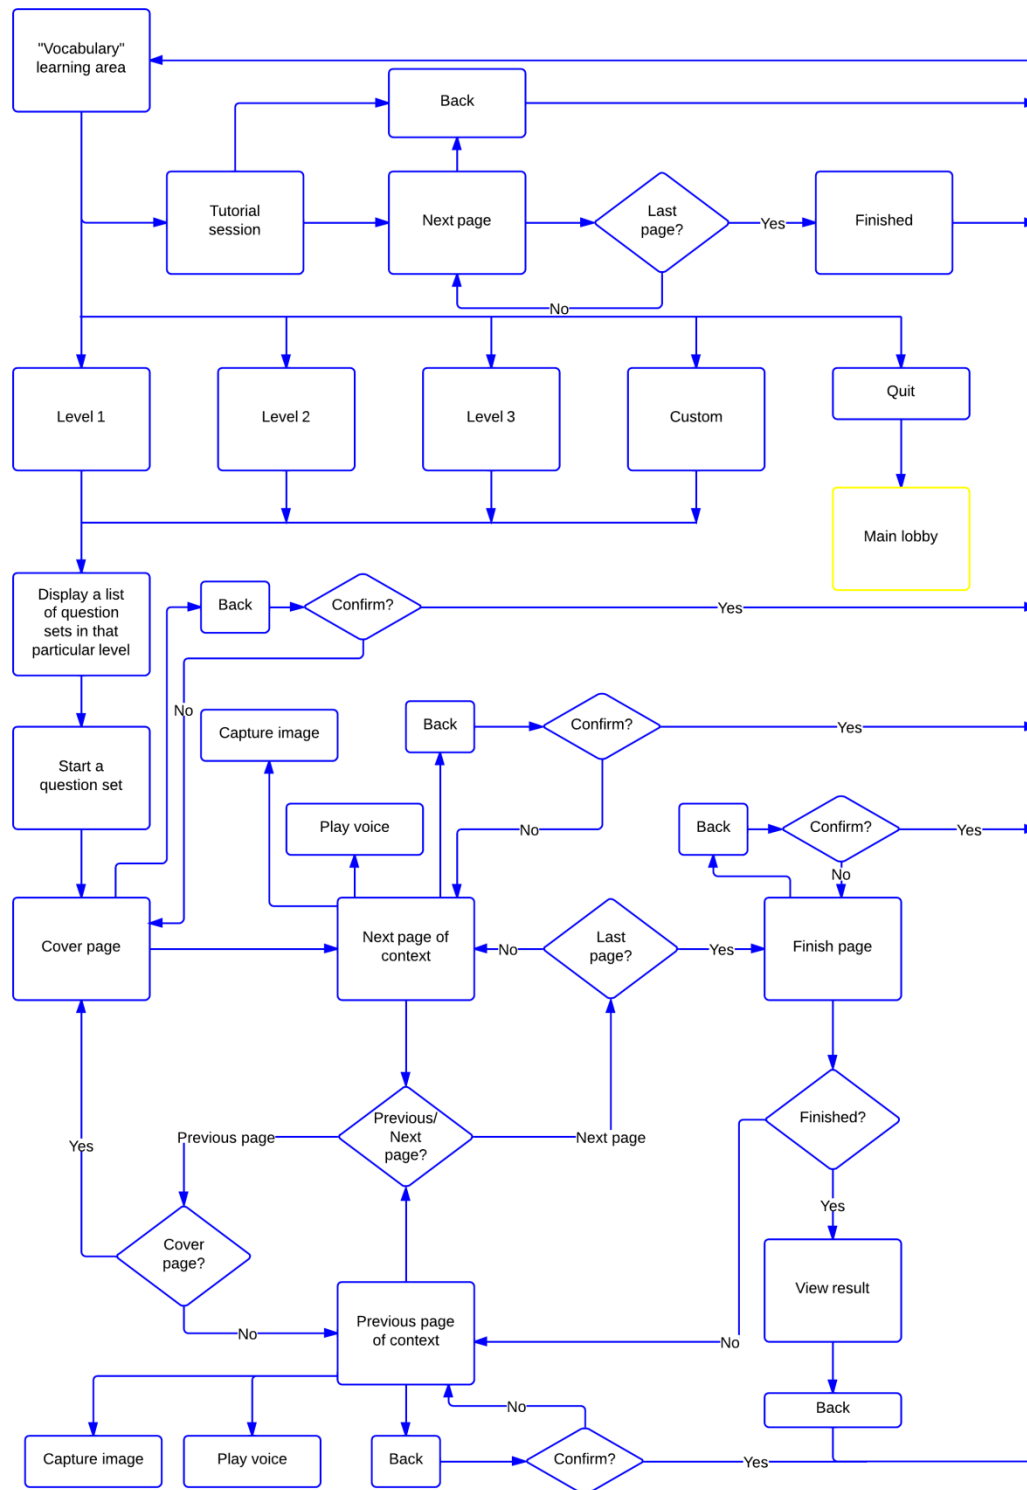 "Vocabulary"
learning area
Back
Tutorial
session
Next page
Last
page?
Yes
Finished
No
Level 1
Level 2
Level 3
Custom
Quit
Main lobby
Display a list
of question
sets in that
particular level
Back
Confirm?
Yes
No
Start a
question set
Capture image
Back
Confirm?
Yes
Play voice
No
Back
Confirm?
Yes
No
Cover page
Next page of
context
No
Last
page?
Yes
Finish page
Yes
Previous page
Previous/
Next
page?
Next page
Finished?
Yes
Cover
page?
No
Previous page
of context
No
View result
Back
No
Capture image
Play voice
Back
Confirm?
Yes